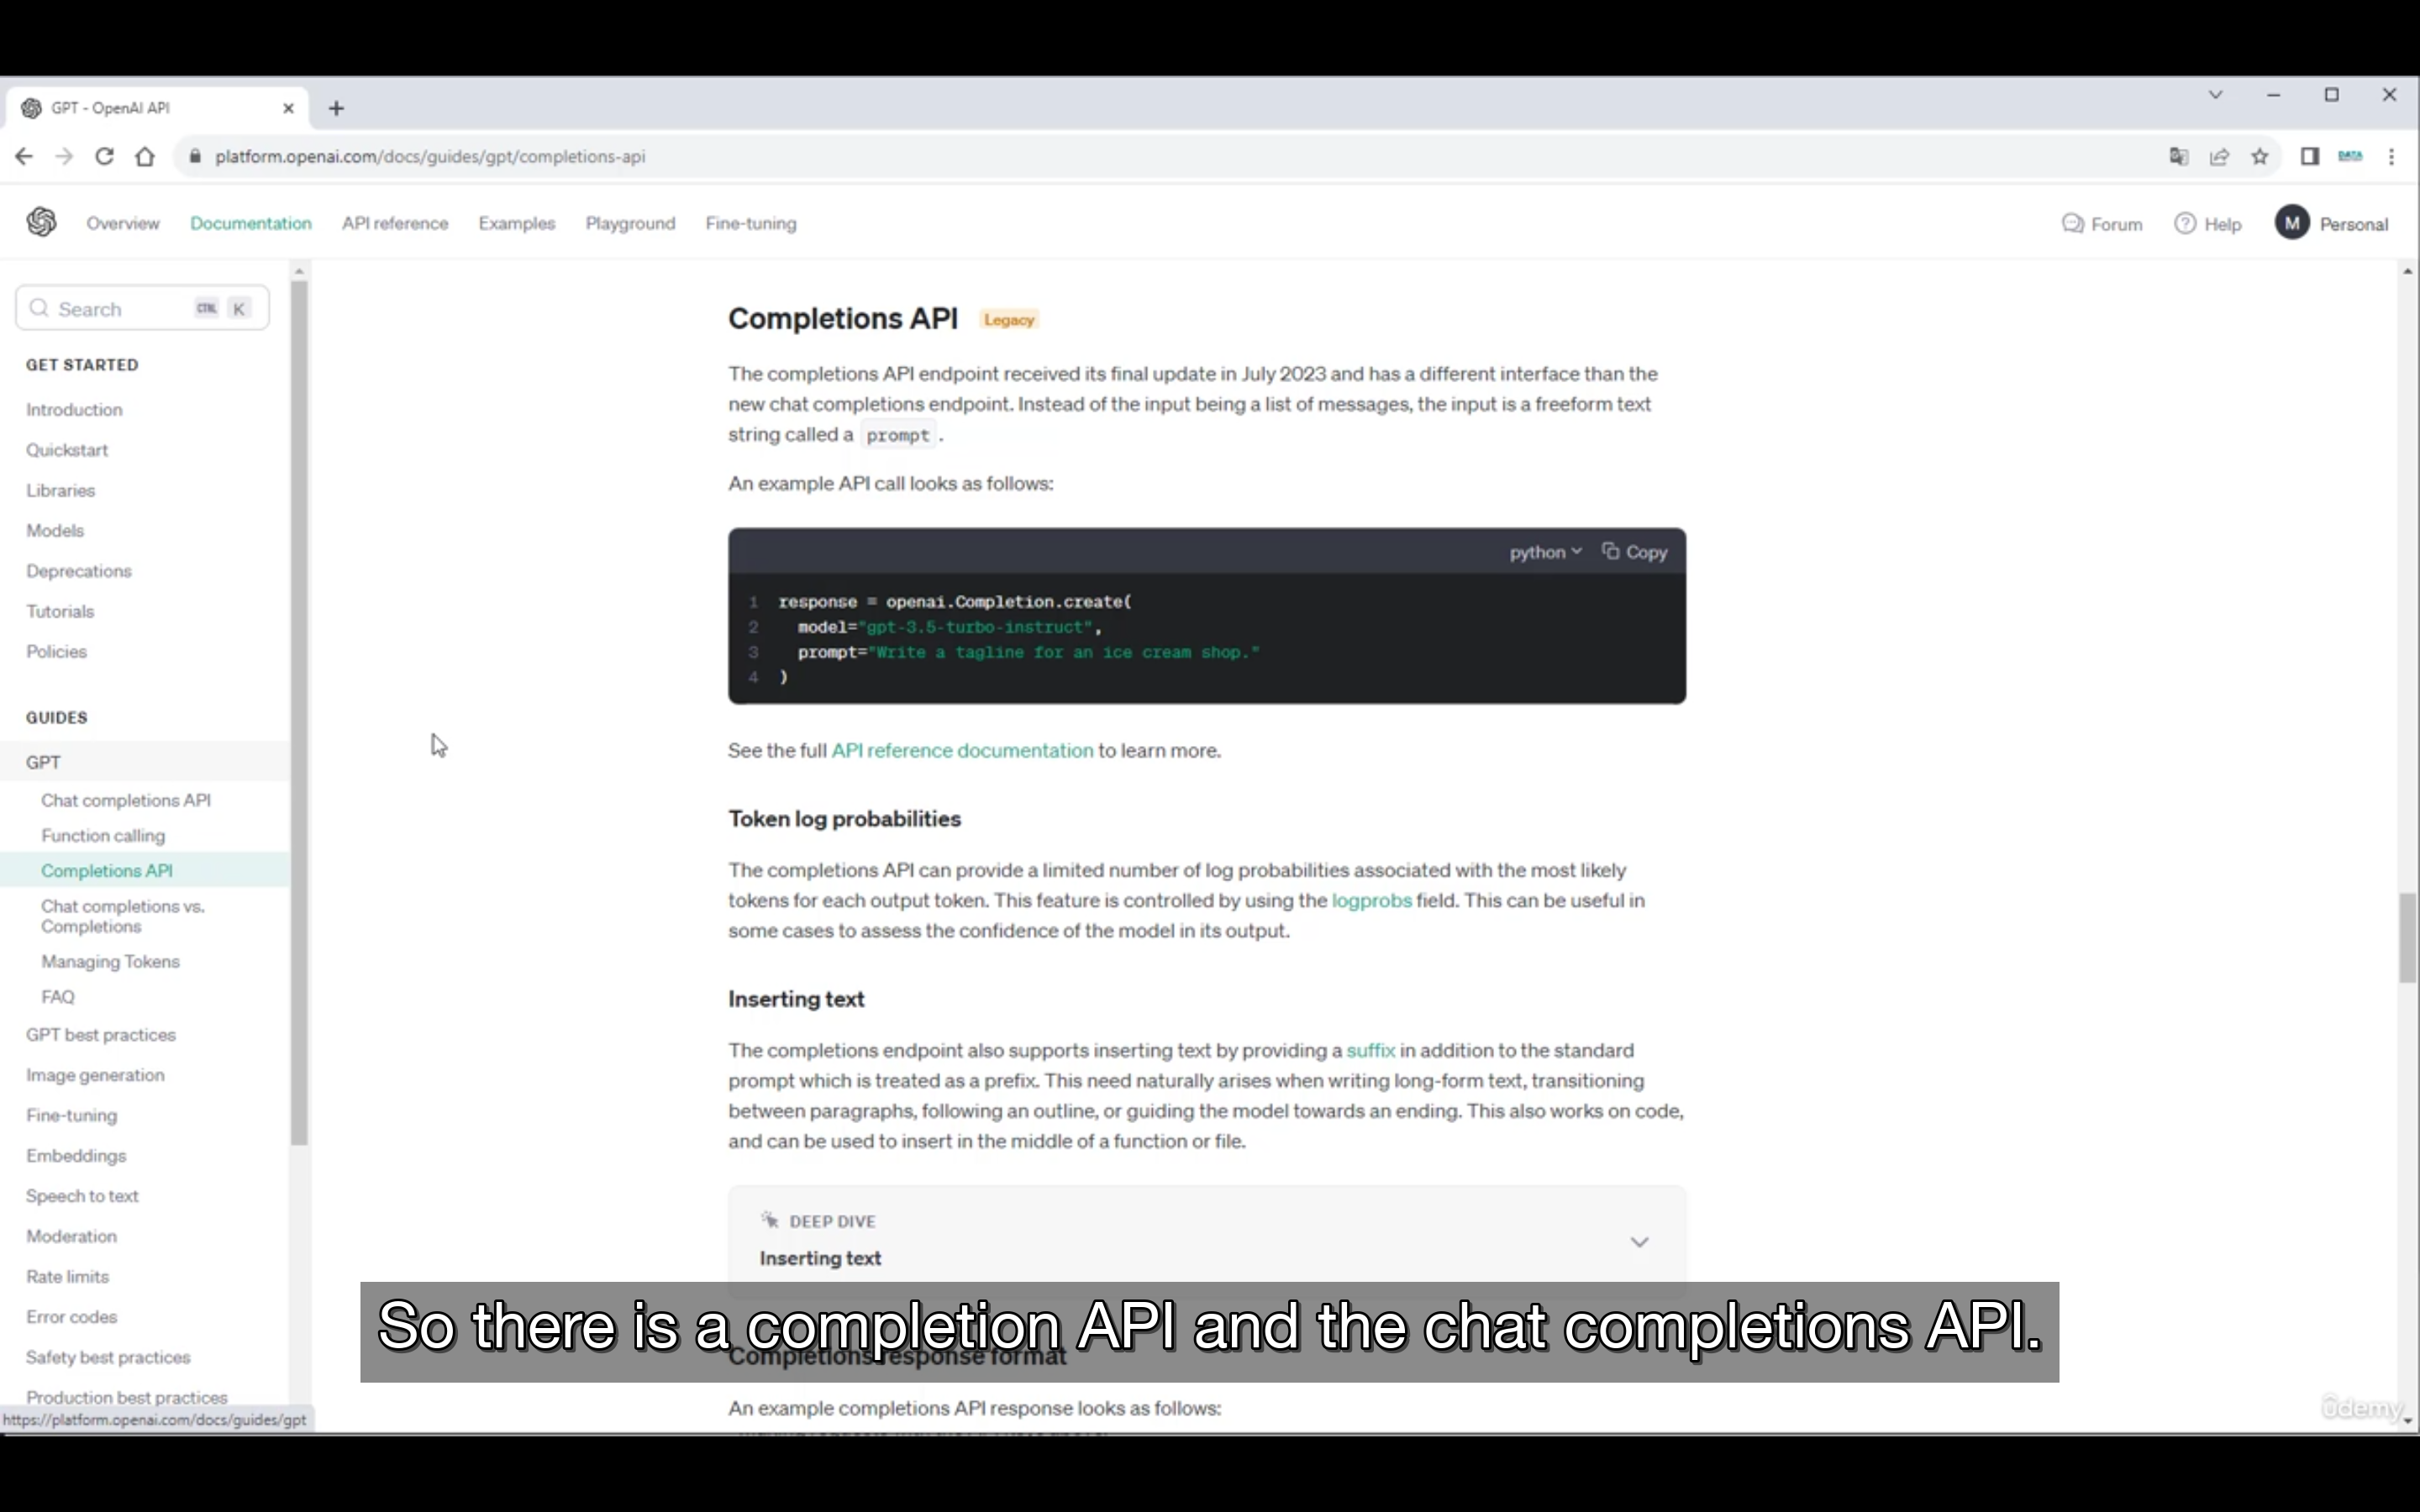 GPT - OpenAI API
platform.openai.com/docs/guides/gpt/completions-api
DATA
Overview
Documentation
API reference
Examples
Playground
Fine-tuning
Forum
Help
M
Personal
Search
CTRL K
GET STARTED
Introduction
Quickstart
Libraries
Models
Deprecations
Tutorials
Policies
GUIDES
GPT
Chat completions API
Function calling
Completions API
Chat completions vs.
Completions
Managing Tokens
FAQ
GPT best practices
Image generation
Fine-tuning
Embeddings
Speech to text
Moderation
Rate limits
Error codes
Safety best practices
Production best practices
https://platform.openai.com/docs/guides/gpt
Completions API Legacy
The completions API endpoint received its final update in July 2023 and has a different interface than the
new chat completions endpoint. Instead of the input being a list of messages, the input is a freeform text
string called a prompt .
An example API call looks as follows:
python Copy
1 response = openai.Completion.create(
2 model="gpt-3.5-turbo-instruct",
3 prompt="Write a tagline for an ice cream shop."
4 )
See the full API reference documentation to learn more.
Token log probabilities
The completions API can provide a limited number of log probabilities associated with the most likely
tokens for each output token. This feature is controlled by using the logprobs field. This can be useful in
some cases to assess the confidence of the model in its output.
Inserting text
The completions endpoint also supports inserting text by providing a suffix in addition to the standard
prompt which is treated as a prefix. This need naturally arises when writing long-form text, transitioning
between paragraphs, following an outline, or guiding the model towards an ending. This also works on code,
and can be used to insert in the middle of a function or file.
DEEP DIVE
Inserting text
So there is a completion API and the chat completions API.
Completions response format
An example completions API response looks as follows:
ûdemy